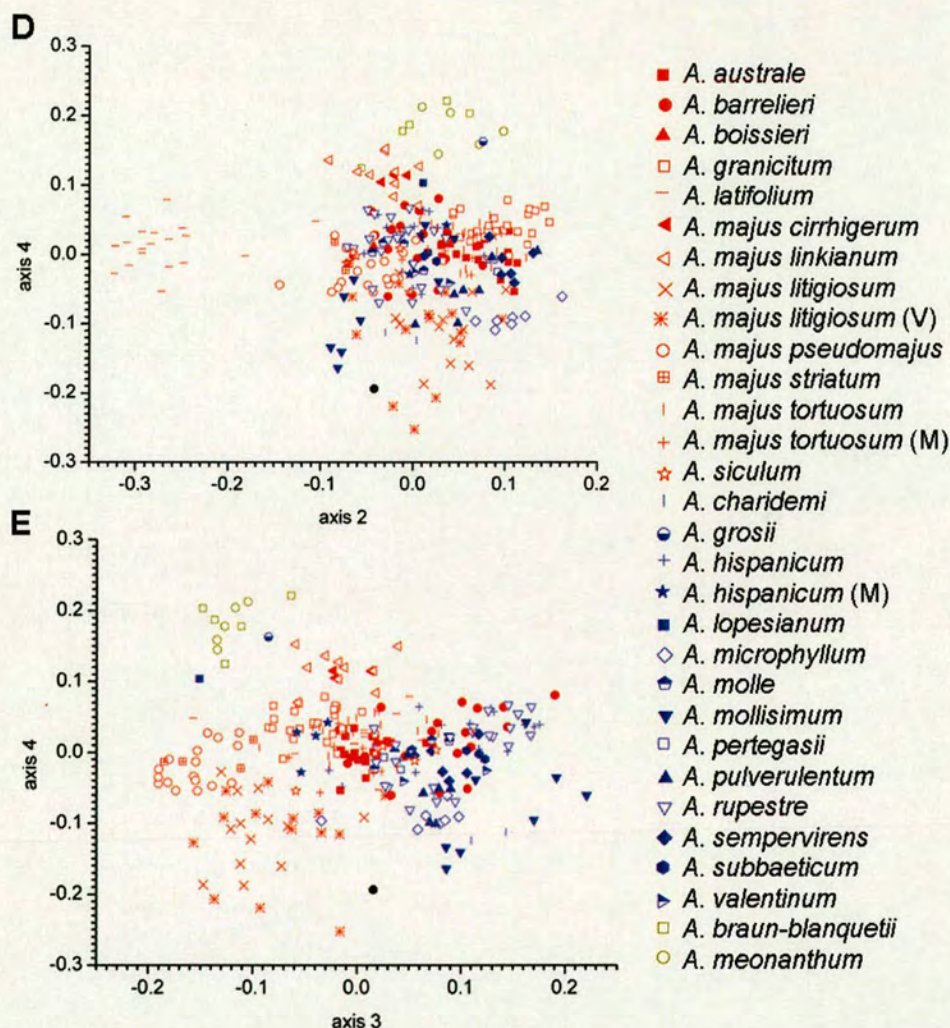 D
0.3
0.2
0.1
0.0
-0.1
-0.2
-0.3
axis 4
-0.3
-0.2
-0.1
0.0
0.1
0.2
axis 2
E
0.3
0.2
0.1
0.0
-0.1
-0.2
-0.3
axis 4
-0.2
-0.1
0.0
0.1
0.2
axis 3
A. australe
A. barrelieri
A. boissieri
A. granicitum
A. latifolium
A. majus cirrhigerum
A. majus linkianum
A. majus litigiosum
A. majus litigiosum (V)
A. majus pseudomajus
A. majus striatum
A. majus tortuosum
A. majus tortuosum (M)
A. siculum
A. charidemi
A. grosii
A. hispanicum
A. hispanicum (M)
A. lopesianum
A. microphyllum
A. molle
A. mollisimum
A. pertegasii
A. pulverulentum
A. rupestre
A. sempervirens
A. subbaeticum
A. valentinum
A. braun-blanquetii
A. meonanthum